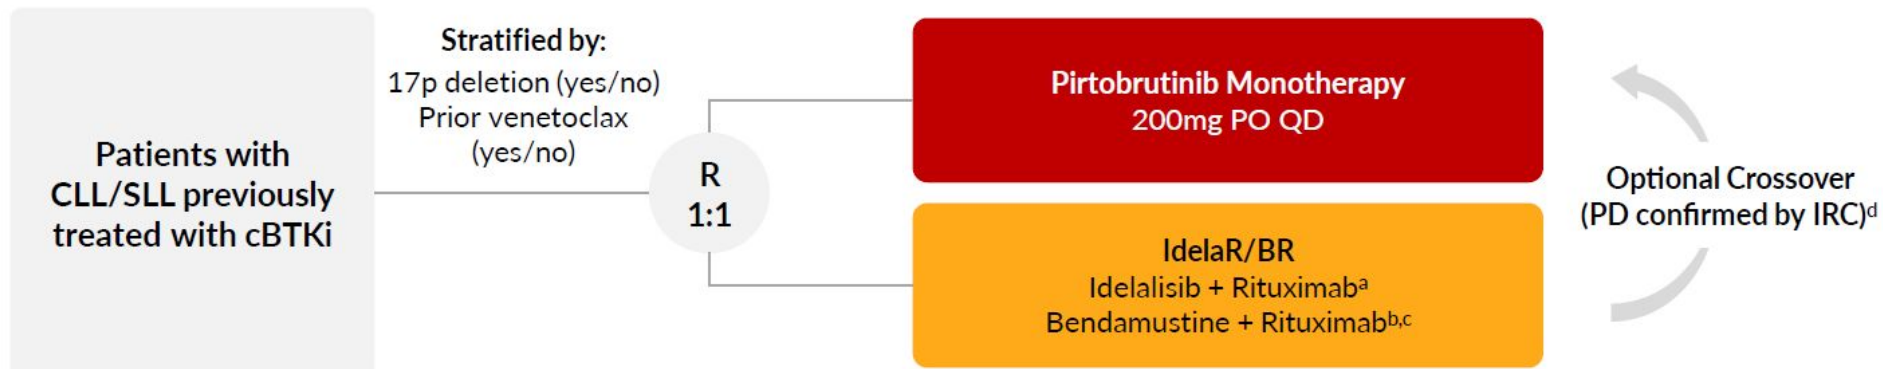 Patients with
CLL/SLL previously
treated with cBTKi
Stratified by:
17p deletion (yes/no)
Prior venetoclax
(yes/no)
R
1:1
Pirtobrutinib Monotherapy
200mg PO QD
IdelaR/BR
Idelalisib + Rituximabᵃ
Bendamustine + Rituximabᵇ,ᶜ
Optional Crossover
(PD confirmed by IRC)ᵈ